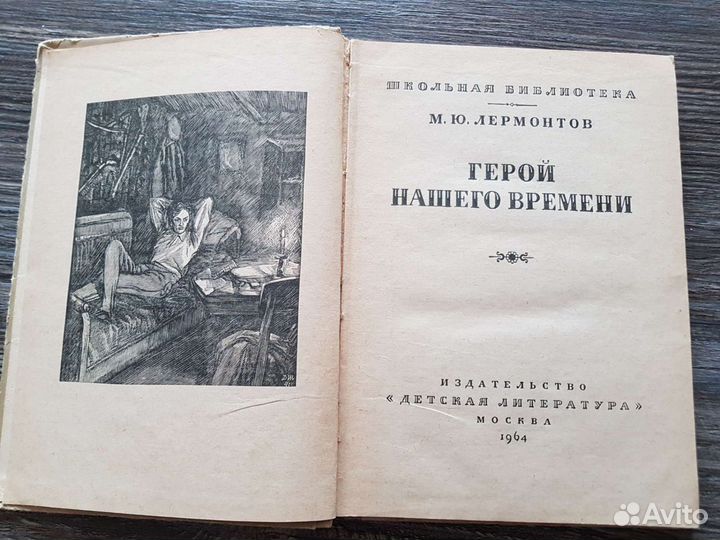 ШКОЛЬНАЯ БИБЛИОТЕКА
М. Ю. ЛЕРМОНТОВ
ГЕРОЙ
НАШЕГО ВРЕМЕНИ
ИЗДАТЕЛЬСТВО
«ДЕТСКАЯ ЛИТЕРАТУРА»
МОСКВА
1964
Avito